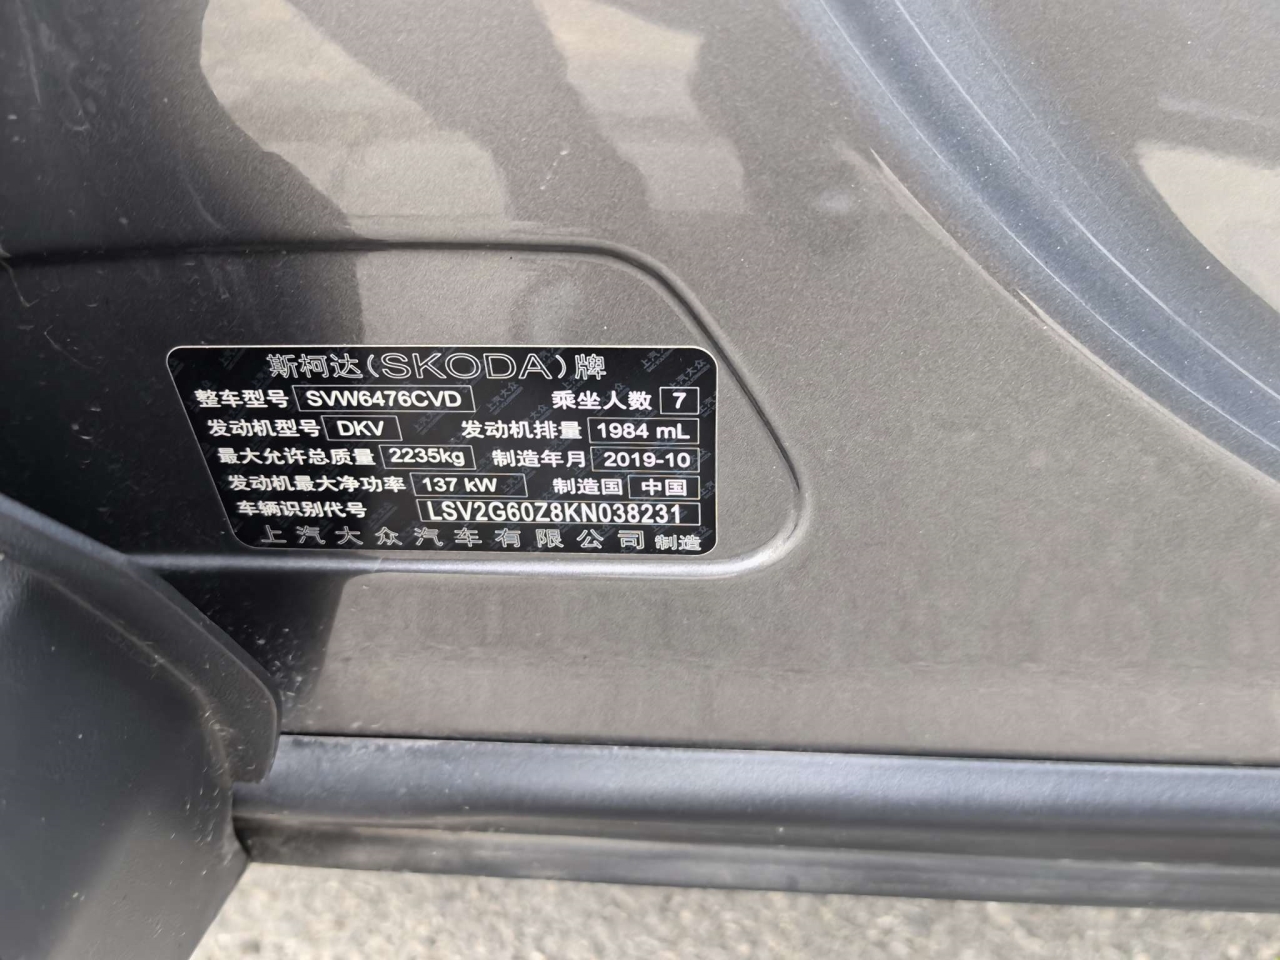 斯柯达(SKODA)牌
整车型号 SVW6476CVD 乘坐人数 7
发动机型号 DKV 发动机排量 1984 mL
最大允许总质量 2235kg 制造年月 2019-10
发动机最大净功率 137 kW 制造国 中国
车辆识别代号 LSV2G60Z8KN038231
上汽大众汽车有限公司 制造